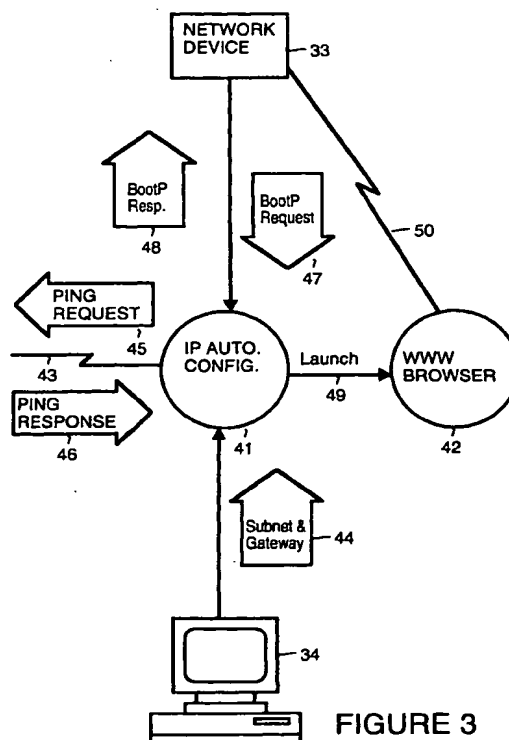 NETWORK
DEVICE
33
BootP
Resp.
48
BootP
Request
47
50
PING
REQUEST
45
43
PING
RESPONSE
46
IP AUTO.
CONFIG.
41
Launch
49
WWW
BROWSER
42
Subnet &
Gateway
44
34
FIGURE 3